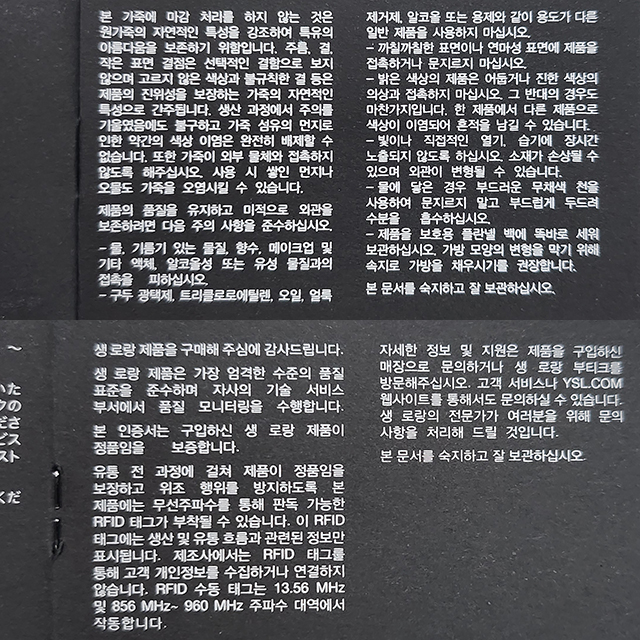 본 가죽에 마감 처리를 하지 않는 것은
원가죽의 자연적인 특성을 강조하여 특유의
아름다움을 보존하기 위함입니다. 주름, 결,
작은 표면 결점은 선택적인 결함으로 보지
않으며 고르지 않은 색상과 불규칙한 결 등은
제품의 진위성을 보장하는 가죽의 자연적인
특성으로 간주됩니다. 생산 과정에서 주의를
기울였음에도 불구하고 가죽 섬유의 먼지로
인한 약간의 색상 이염은 완전히 배제할 수
없습니다. 또한 가죽이 외부 물체와 접촉하지
않도록 해주십시오. 사용 시 쌓인 먼지나
오물도 가죽을 오염시킬 수 있습니다.
제품의 품질을 유지하고 미적으로 외관을
보존하려면 다음 주의 사항을 준수하십시오.
– 물, 기름기 있는 물질, 향수, 메이크업 및
기타 액체, 알코올성 또는 유성 물질과의
접촉을 피하십시오.
– 구두 광택제, 트리클로로에틸렌, 오일, 얼룩
제거제, 알코올 또는 용제와 같이 용도가 다른
일반 제품을 사용하지 마십시오.
– 까칠까칠한 표면이나 연마성 표면에 제품을
접촉하거나 문지르지 마십시오.
– 밝은 색상의 제품은 어둡거나 진한 색상의
의상과 접촉하지 마십시오. 그 반대의 경우도
마찬가지입니다. 한 제품에서 다른 제품으로
색상이 이염되어 흔적을 남길 수 있습니다.
– 빛이나 직접적인 열기, 습기에 장시간
노출되지 않도록 하십시오. 소재가 손상될 수
있으며 외관이 변형될 수 있습니다.
– 물에 닿은 경우 부드러운 무채색 천을
사용하여 문지르지 말고 부드럽게 두드려
수분을 흡수하십시오.
– 제품을 보호용 플란넬 백에 똑바로 세워
보관하십시오. 가방 모양의 변형을 막기 위해
속지로 가방을 채우시기를 권장합니다.
본 문서를 숙지하고 잘 보관하십시오.
~
いた
クの
ださ
ビス
スト
くだ
생 로랑 제품을 구매해 주심에 감사드립니다.
생 로랑 제품은 가장 엄격한 수준의 품질
표준을 준수하며 자사의 기술 서비스
부서에서 품질 모니터링을 수행합니다.
본 인증서는 구입하신 생 로랑 제품이
정품임을 보증합니다.
유통 전 과정에 걸쳐 제품이 정품임을
보장하고 위조 행위를 방지하도록 본
제품에는 무선주파수를 통해 판독 가능한
RFID 태그가 부착될 수 있습니다. 이 RFID
태그에는 생산 및 유통 흐름과 관련된 정보만
표시됩니다. 제조사에서는 RFID 태그를
통해 고객 개인정보를 수집하거나 연결하지
않습니다. RFID 수동 태그는 13.56 MHz
및 856 MHz~ 960 MHz 주파수 대역에서
작동합니다.
자세한 정보 및 지원은 제품을 구입하신
매장으로 문의하거나 생 로랑 부티크를
방문해주십시오. 고객 서비스나 YSL.COM
웹사이트를 통해서도 문의하실 수 있습니다.
생 로랑의 전문가가 여러분을 위해 문의
사항을 처리해 드릴 것입니다.
본 문서를 숙지하고 잘 보관하십시오.